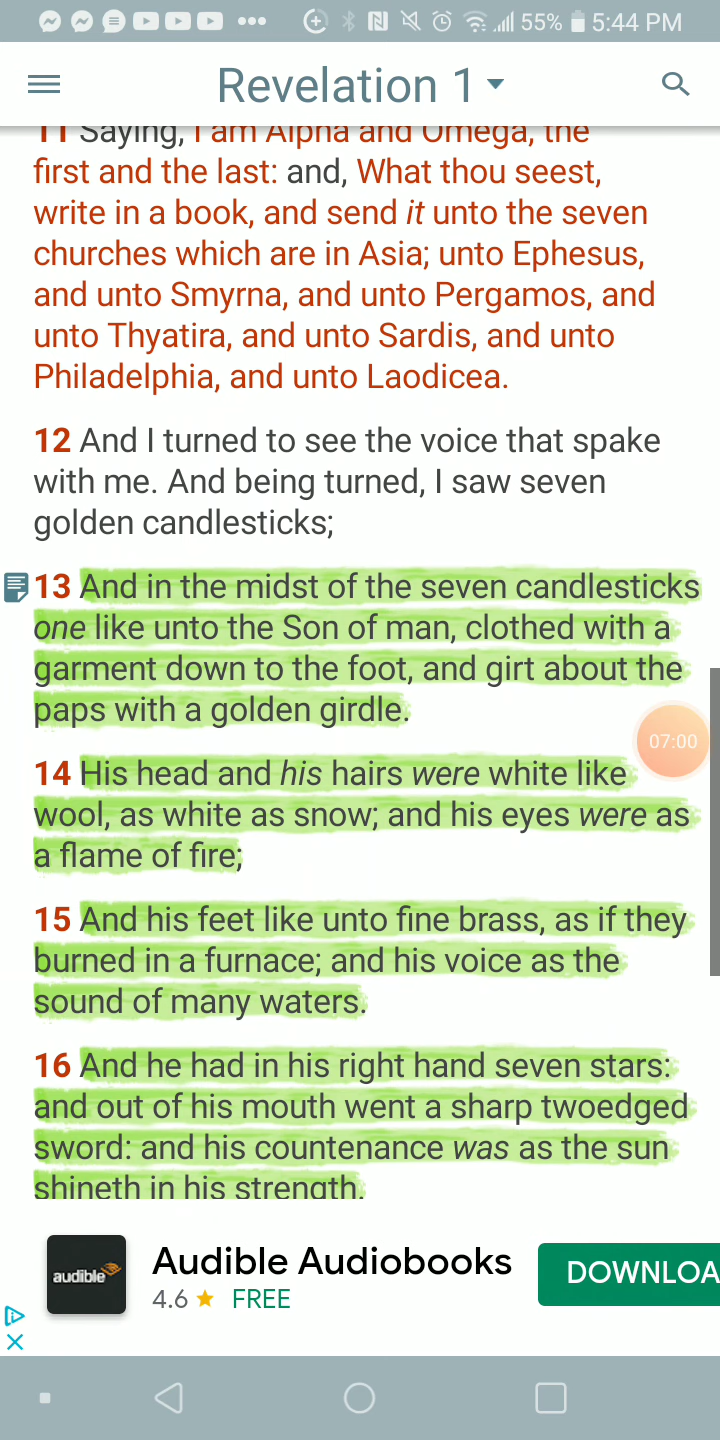 55% 5:44 PM
Revelation 1
11 Saying, I am Alpha and Omega, the
first and the last: and, What thou seest,
write in a book, and send it unto the seven
churches which are in Asia; unto Ephesus,
and unto Smyrna, and unto Pergamos, and
unto Thyatira, and unto Sardis, and unto
Philadelphia, and unto Laodicea.
12 And I turned to see the voice that spake
with me. And being turned, I saw seven
golden candlesticks;
13 And in the midst of the seven candlesticks
one like unto the Son of man, clothed with a
garment down to the foot, and girt about the
paps with a golden girdle.
07:00
14 His head and his hairs were white like
wool, as white as snow; and his eyes were as
a flame of fire;
15 And his feet like unto fine brass, as if they
burned in a furnace; and his voice as the
sound of many waters.
16 And he had in his right hand seven stars:
and out of his mouth went a sharp twoedged
sword: and his countenance was as the sun
shineth in his strength.
audible
Audible Audiobooks
4.6 FREE
DOWNLOA